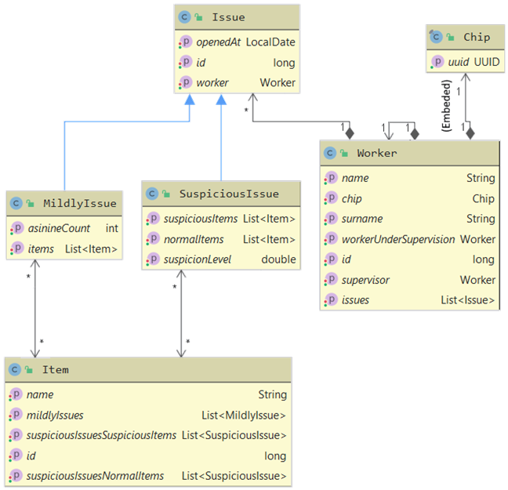 Issue
openedAt LocalDate
id long
worker Worker
Chip
uuid UUID
(Embeded)
1
1
*
1
1
1
Worker
name String
chip Chip
surname String
workerUnderSupervision Worker
id long
supervisor Worker
issues List<Issue>
MildlyIssue
asinineCount int
items List<Item>
SuspiciousIssue
suspiciousItems List<Item>
normalItems List<Item>
suspicionLevel double
*
*
*
*
Item
name String
mildlyIssues List<MildlyIssue>
suspiciousIssuesSuspiciousItems List<SuspiciousIssue>
id long
suspiciousIssuesNormalItems List<SuspiciousIssue>